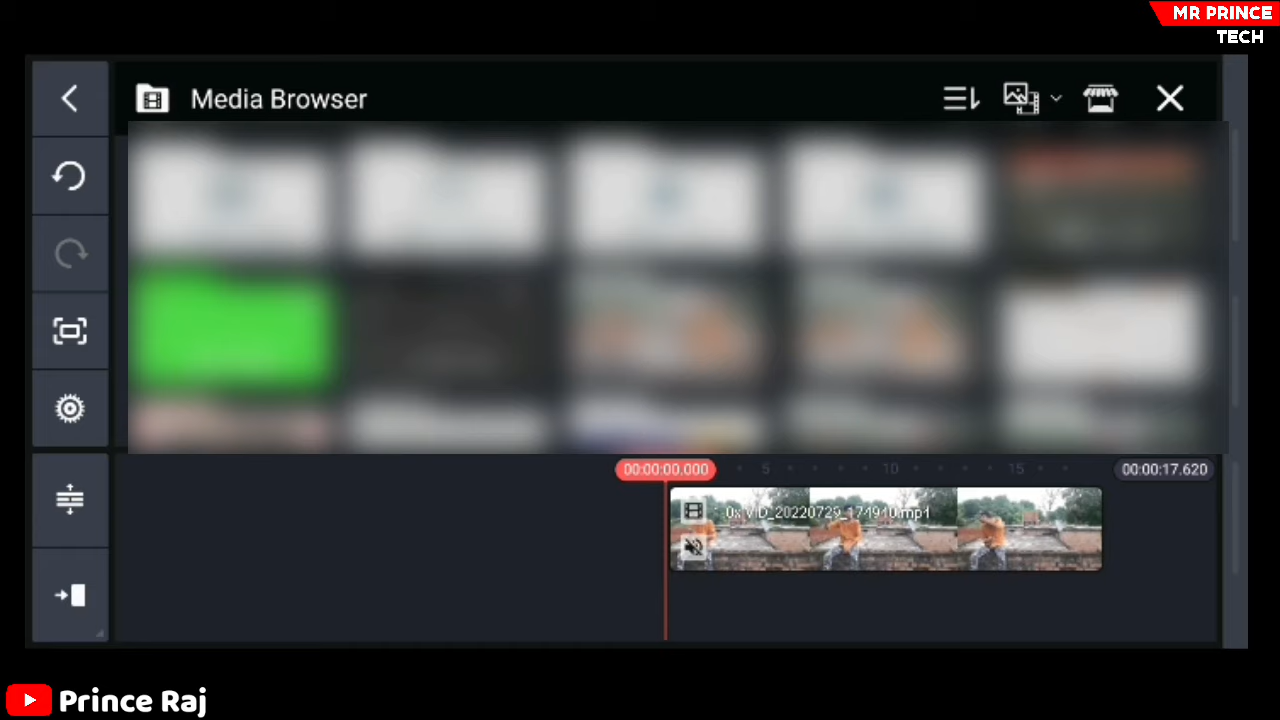 MR PRINCE
TECH
Media Browser
00:00:00.000
5
10
15
00:00:17.620
0x VID_20220729_174910.mp4
Prince Raj